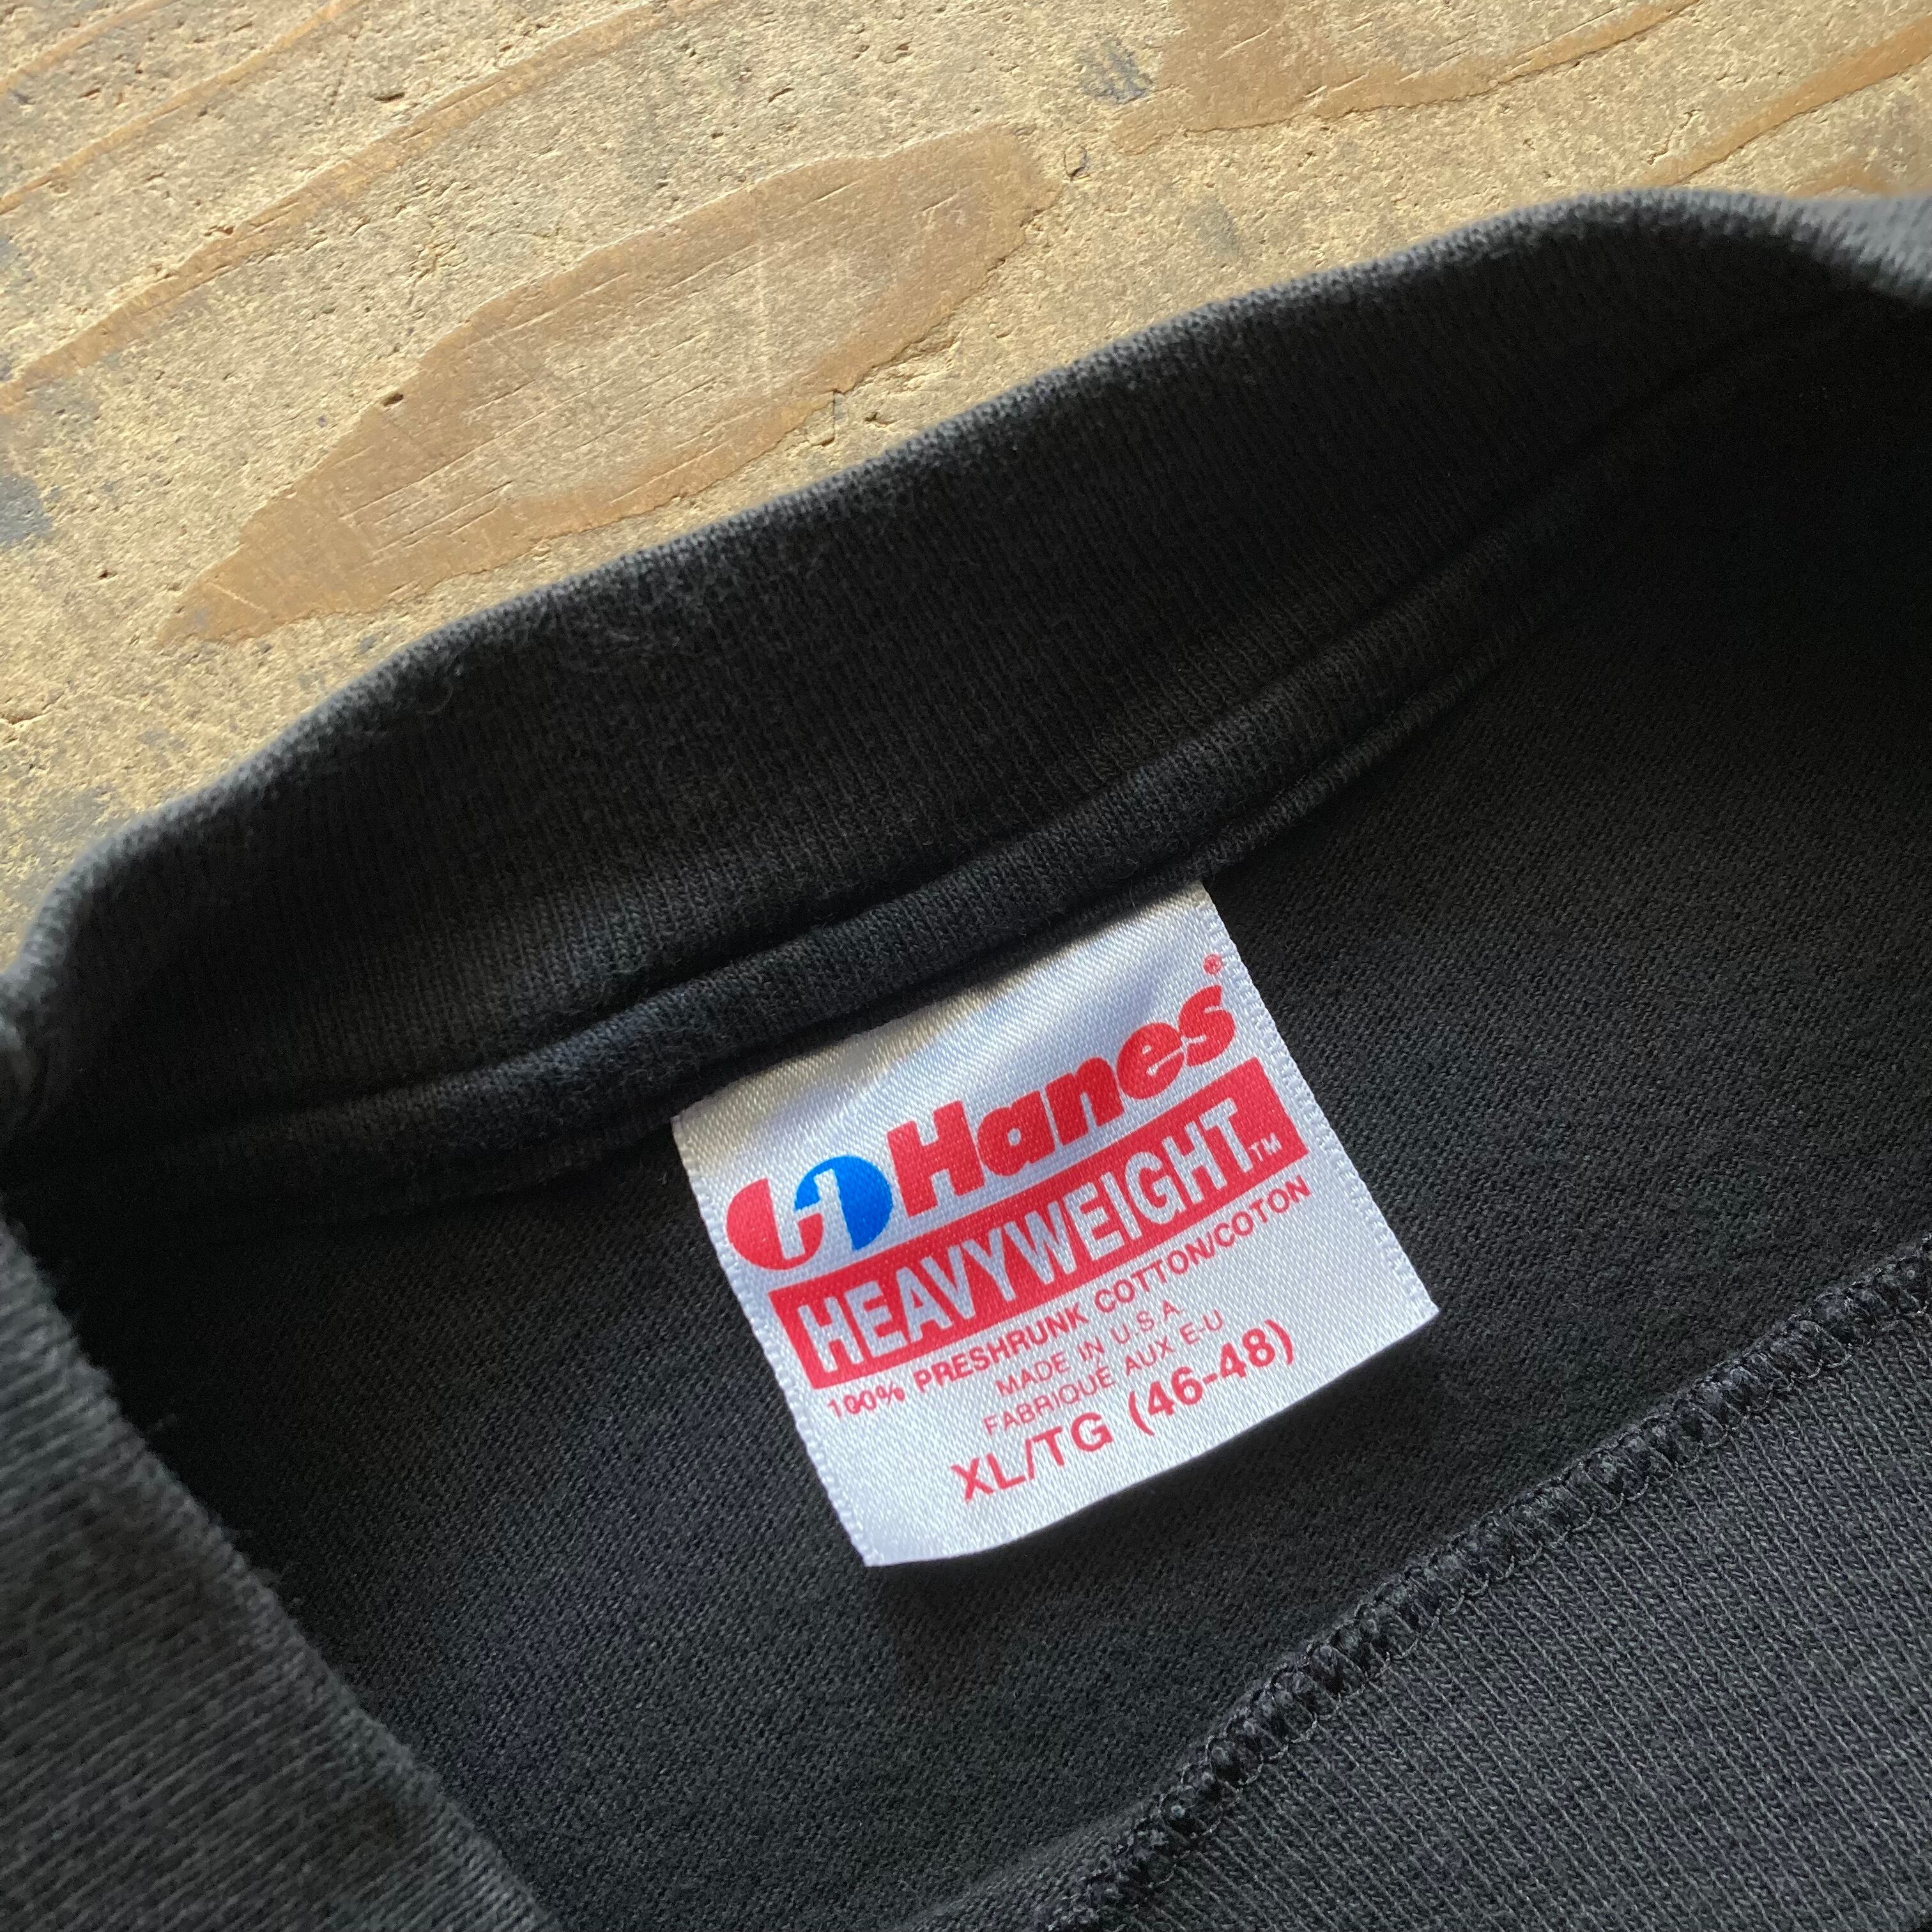 Hanes®
HEAVYWEIGHT™
100% PRESHRUNK COTTON/COTON
MADE IN U.S.A.
FABRIQUÉ AUX E-U
XL/TG (46-48)